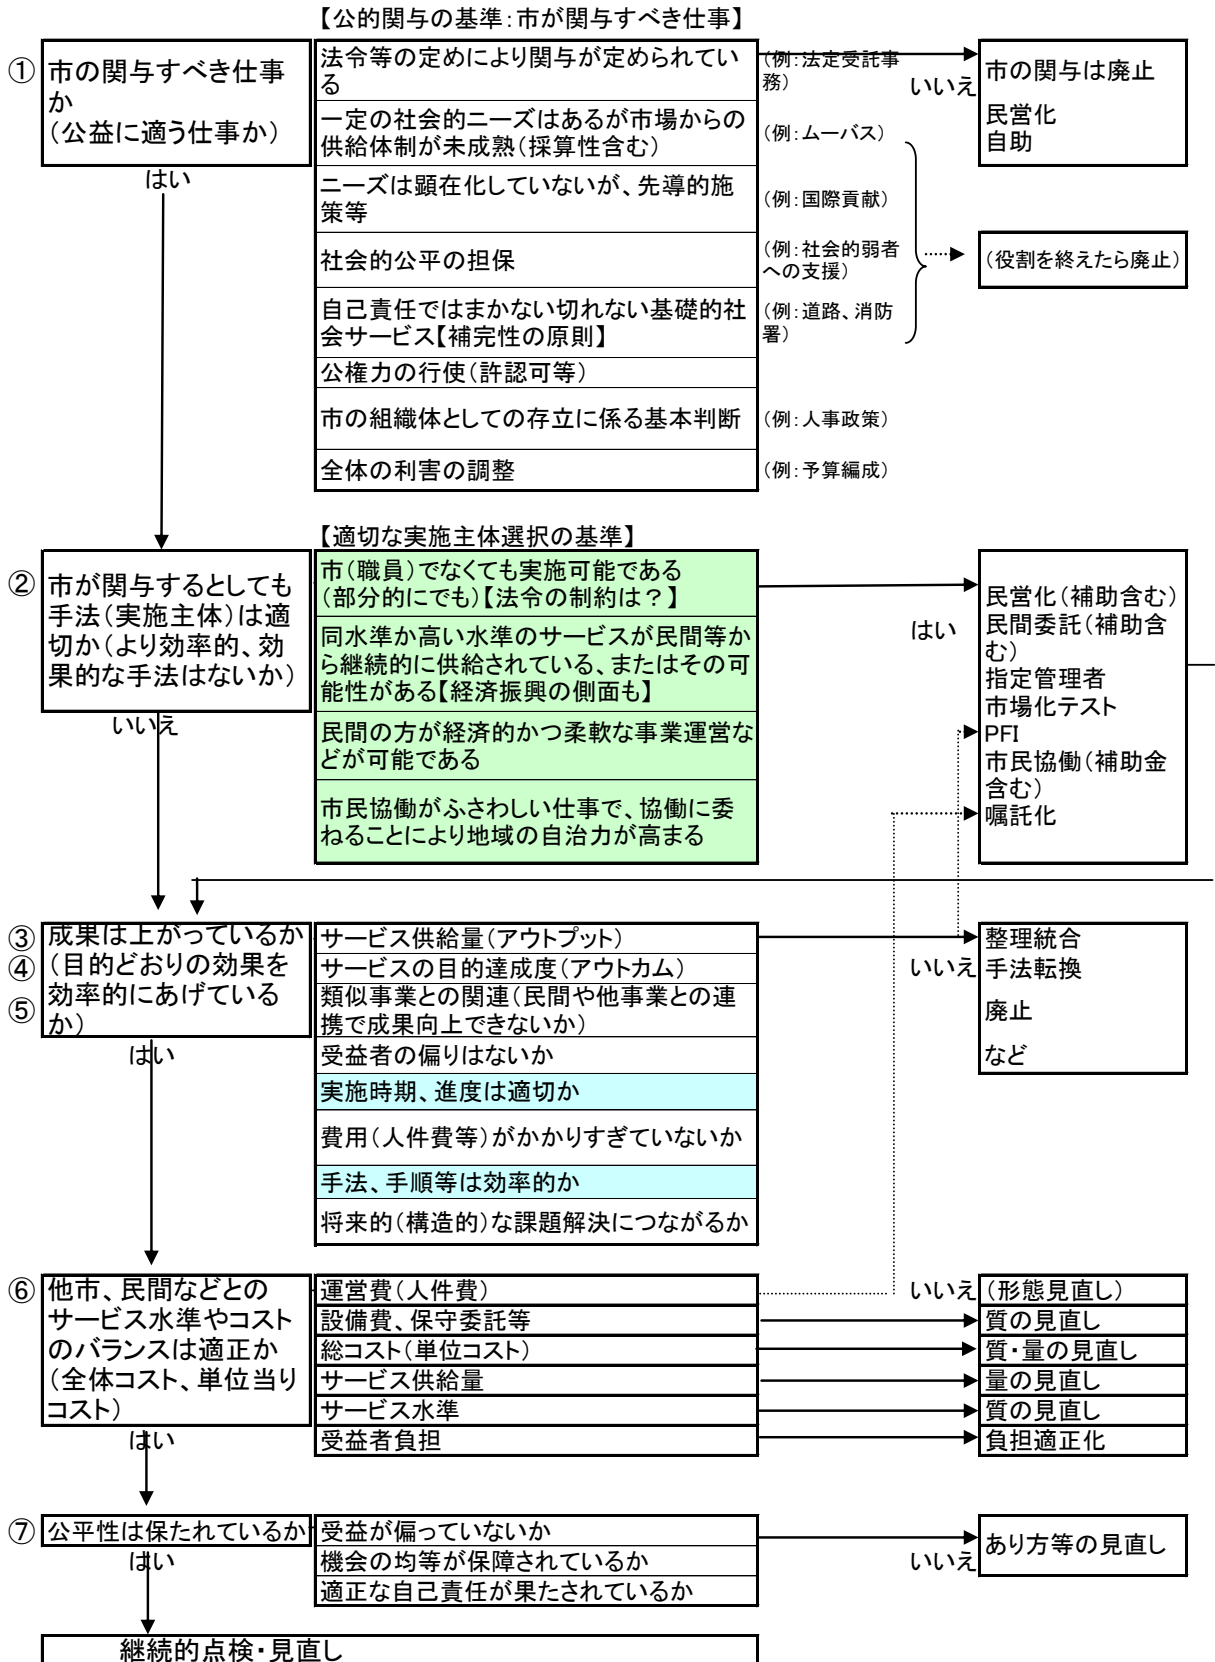 【公的関与の基準：市が関与すべき仕事】
①
市の関与すべき仕事
か
（公益に適う仕事か）
はい
法令等の定めにより関与が定められてい
る
（例：法定受託事
務）
いいえ
市の関与は廃止
民営化
自助
一定の社会的ニーズはあるが市場からの
供給体制が未成熟（採算性含む）
（例：ムーバス）
ニーズは顕在化していないが、先導的施
策等
（例：国際貢献）
社会的公平の担保
（例：社会的弱者
への支援）
（役割を終えたら廃止）
自己責任ではまかない切れない基礎的社
会サービス【補完性の原則】
（例：道路、消防
署）
公権力の行使（許認可等）
市の組織体としての存立に係る基本判断
（例：人事政策）
全体の利害の調整
（例：予算編成）
【適切な実施主体選択の基準】
②
市が関与するとしても
手法（実施主体）は適
切か（より効率的、効
果的な手法はないか）
いいえ
市（職員）でなくても実施可能である
（部分的にでも）【法令の制約は？】
同水準か高い水準のサービスが民間等か
ら継続的に供給されている、またはその可
能性がある【経済振興の側面も】
民間の方が経済的かつ柔軟な事業運営な
どが可能である
市民協働がふさわしい仕事で、協働に委
ねることにより地域の自治力が高まる
はい
民営化（補助含む）
民間委託（補助含
む）
指定管理者
市場化テスト
PFI
市民協働（補助金
含む）
嘱託化
③
④
⑤
成果は上がっているか
（目的どおりの効果を
効率的にあげている
か）
はい
サービス供給量（アウトプット）
サービスの目的達成度（アウトカム）
類似事業との関連（民間や他事業との連
携で成果向上できないか）
受益者の偏りはないか
実施時期、進度は適切か
費用（人件費等）がかかりすぎていないか
手法、手順等は効率的か
将来的（構造的）な課題解決につながるか
いいえ
整理統合
手法転換
廃止
など
⑥
他市、民間などとの
サービス水準やコスト
のバランスは適正か
（全体コスト、単位当り
コスト）
はい
運営費（人件費）
いいえ
（形態見直し）
設備費、保守委託等
質の見直し
総コスト（単位コスト）
質・量の見直し
サービス供給量
量の見直し
サービス水準
質の見直し
受益者負担
負担適正化
⑦
公平性は保たれているか
はい
受益が偏っていないか
機会の均等が保障されているか
適正な自己責任が果たされているか
いいえ
あり方等の見直し
継続的点検・見直し